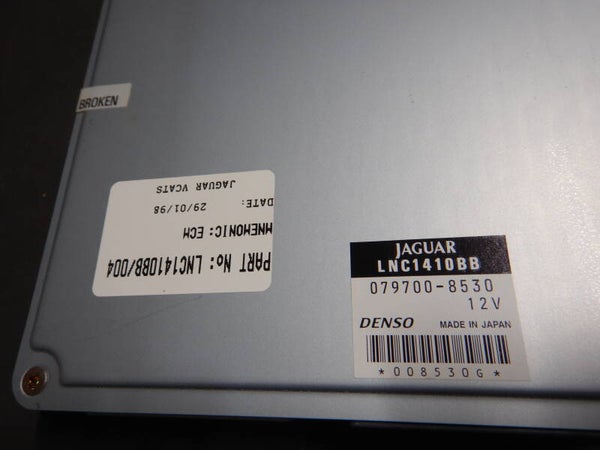 BROKEN
PART No: LNC1410BB/004
MNEMONIC: ECM
DATE: 29/01/98
JAGUAR VCATS
JAGUAR
LNC1410BB
079700-8530
12V
DENSO MADE IN JAPAN
*008530G*